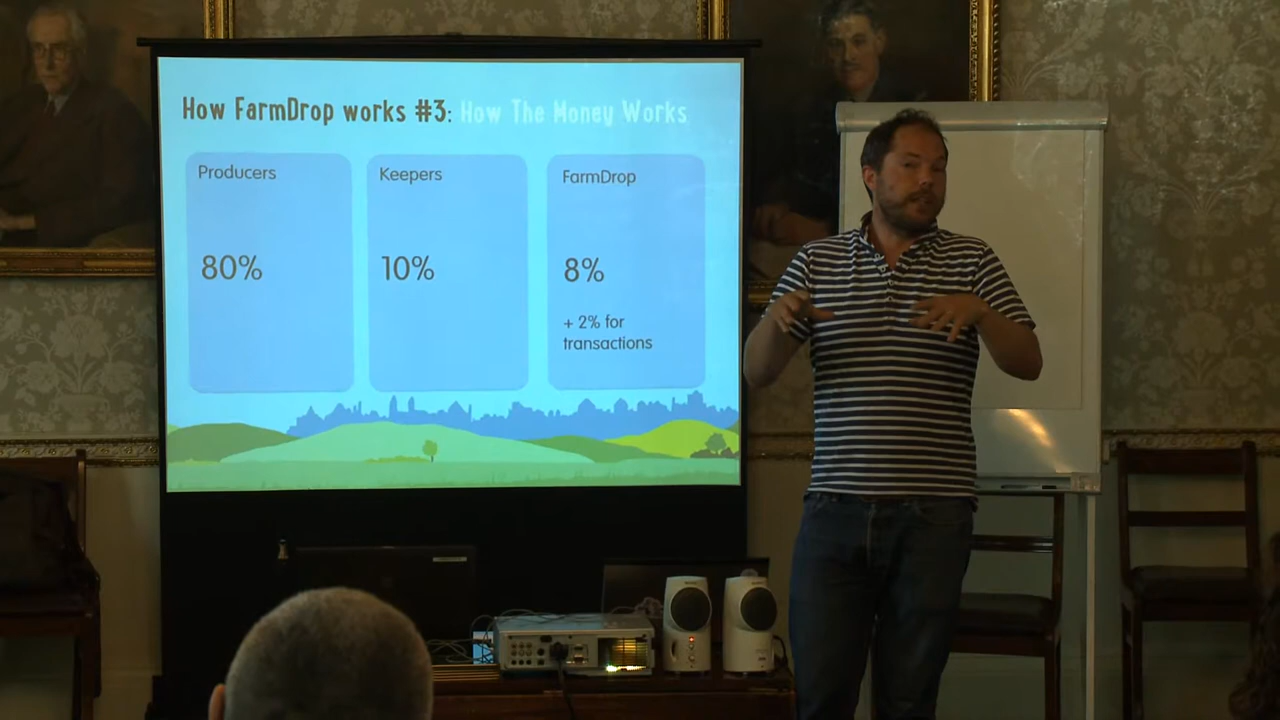 How FarmDrop works #3: How The Money Works
Producers
80%
Keepers
10%
FarmDrop
8%
+ 2% for
transactions